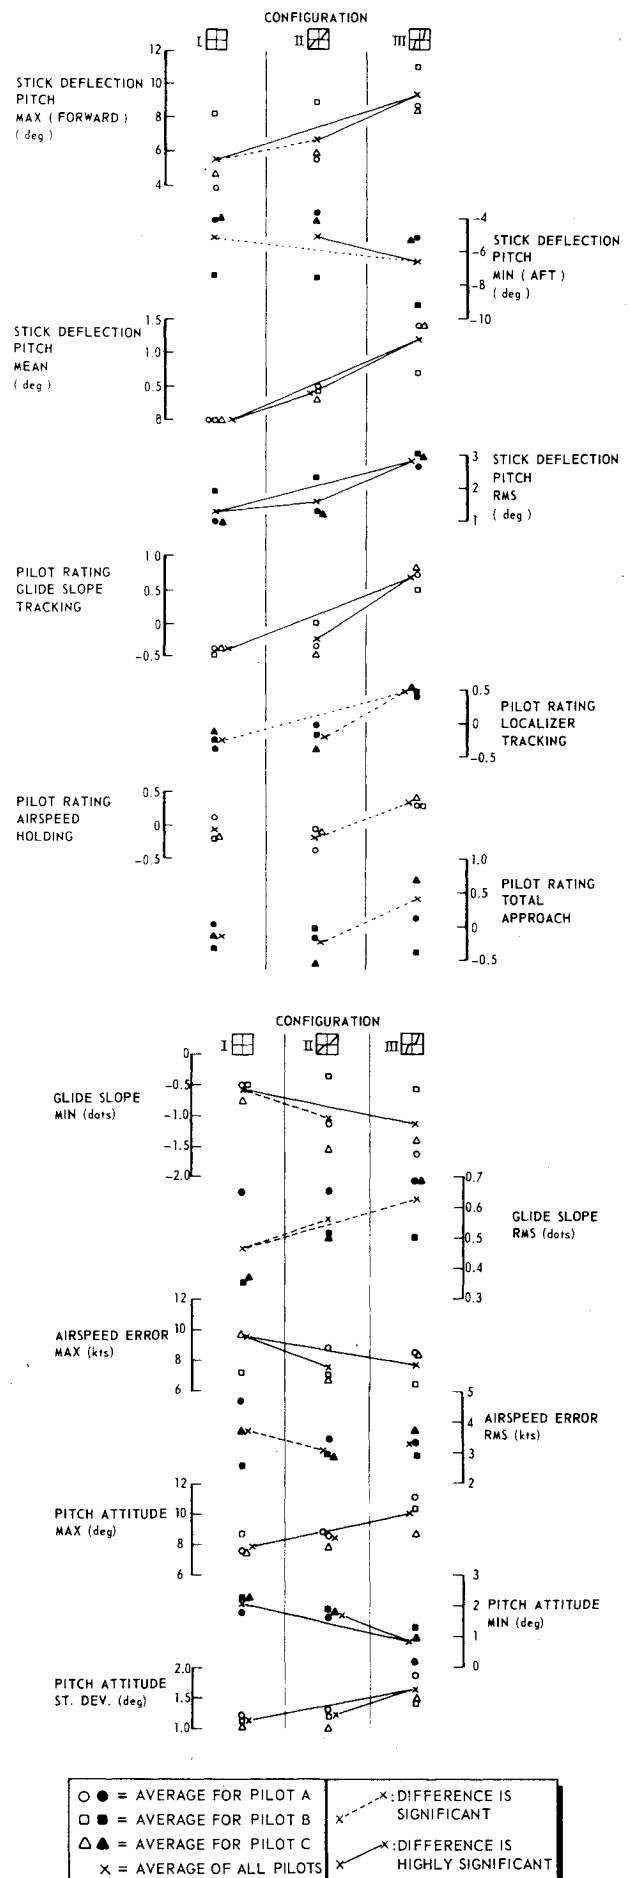 CONFIGURATION
I II III
STICK DEFLECTION
PITCH
MAX (FORWARD)
(deg)
12
10
8
6
4
-4
-6
-8
-10
STICK DEFLECTION
PITCH
MIN (AFT)
(deg)
STICK DEFLECTION
PITCH
MEAN
(deg)
1.5
1.0
0.5
0
3
2
1
STICK DEFLECTION
PITCH
RMS
(deg)
PILOT RATING
GLIDE SLOPE
TRACKING
1.0
0.5
0
-0.5
0.5
0
-0.5
PILOT RATING
LOCALIZER
TRACKING
PILOT RATING
AIRSPEED
HOLDING
0.5
0
-0.5
1.0
0.5
0
-0.5
PILOT RATING
TOTAL
APPROACH
CONFIGURATION
I II III
GLIDE SLOPE
MIN (dots)
0
-0.5
-1.0
-1.5
-2.0
0.7
0.6
0.5
0.4
0.3
GLIDE SLOPE
RMS (dots)
AIRSPEED ERROR
MAX (kts)
12
10
8
6
5
4
3
2
AIRSPEED ERROR
RMS (kts)
PITCH ATTITUDE
MAX (deg)
12
10
8
6
3
2
1
0
PITCH ATTITUDE
MIN (deg)
PITCH ATTITUDE
ST. DEV. (deg)
2.0
1.5
1.0
○ ● = AVERAGE FOR PILOT A
□ ■ = AVERAGE FOR PILOT B
△ ▲ = AVERAGE FOR PILOT C
× = AVERAGE OF ALL PILOTS
×---×: DIFFERENCE IS
SIGNIFICANT
×—×: DIFFERENCE IS
HIGHLY SIGNIFICANT